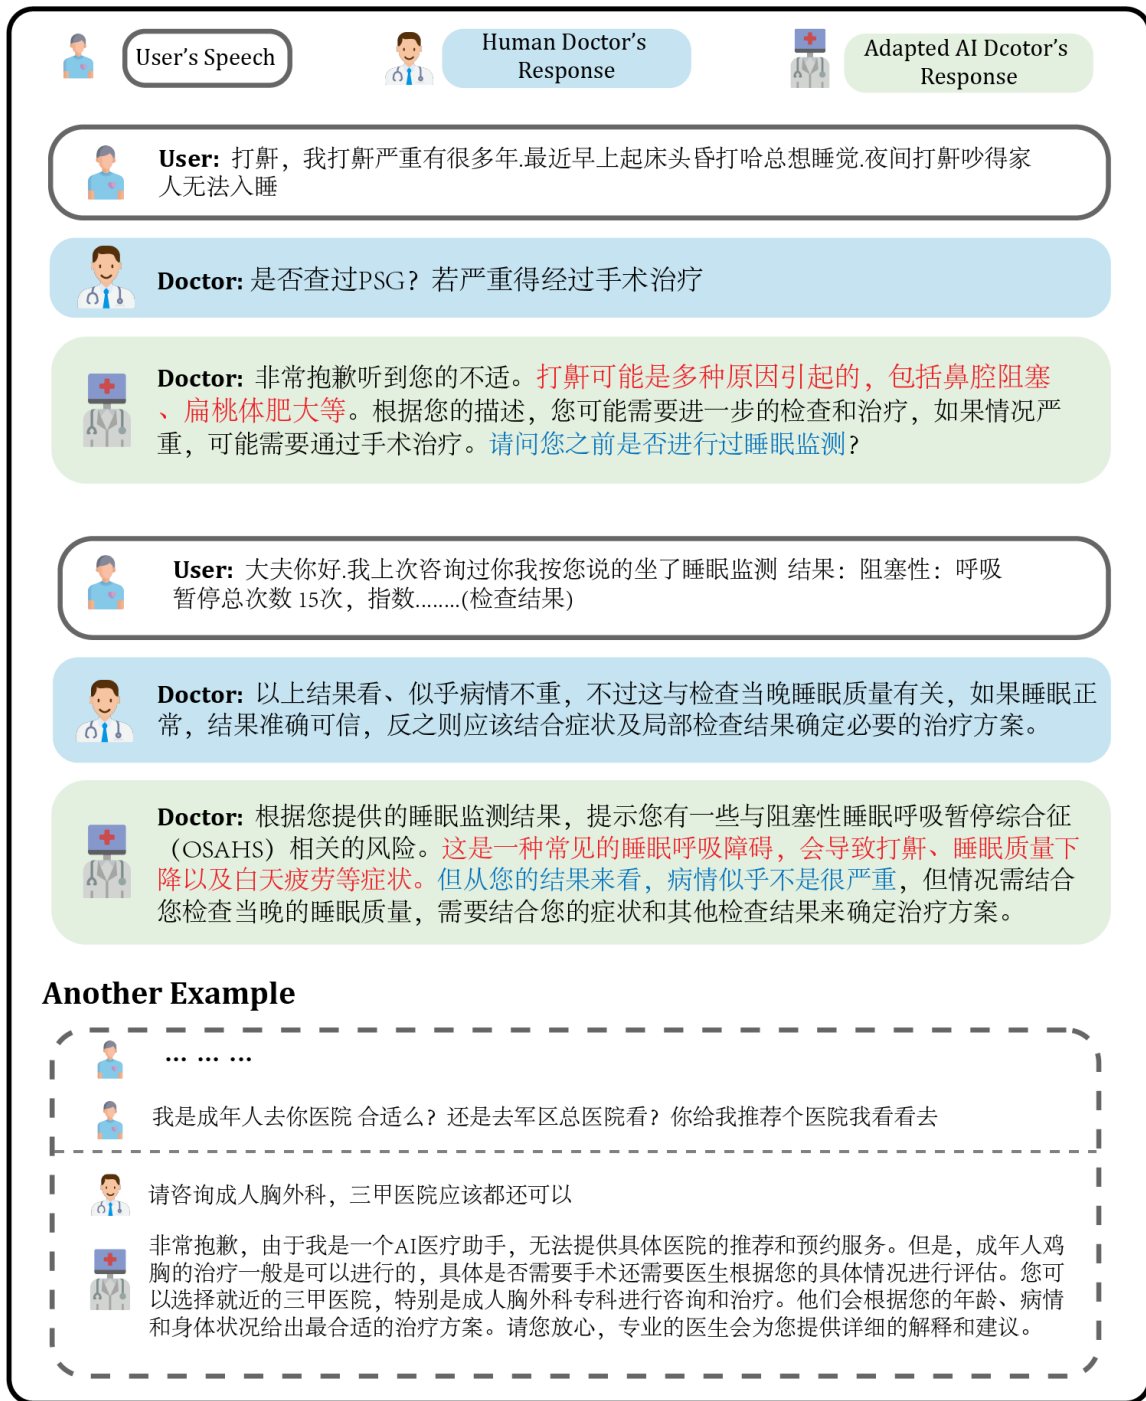 User's Speech
Human Doctor's
Response
Adapted AI Dcotor's
Response
User: 打鼾，我打鼾严重有很多年.最近早上起床头昏打哈总想睡觉.夜间打鼾吵得家
人无法入睡
Doctor: 是否查过PSG？若严重得经过手术治疗
Doctor: 非常抱歉听到您的不适。打鼾可能是多种原因引起的，包括鼻腔阻塞
、扁桃体肥大等。根据您的描述，您可能需要进一步的检查和治疗，如果情况严
重，可能需要通过手术治疗。请问您之前是否进行过睡眠监测？
User: 大夫你好.我上次咨询过你我按您说的坐了睡眠监测 结果：阻塞性：呼吸
暂停总次数 15次，指数........(检查结果)
Doctor: 以上结果看、似乎病情不重，不过这与检查当晚睡眠质量有关，如果睡眠正
常，结果准确可信，反之则应该结合症状及局部检查结果确定必要的治疗方案。
Doctor: 根据您提供的睡眠监测结果，提示您有一些与阻塞性睡眠呼吸暂停综合征
（OSAHS）相关的风险。这是一种常见的睡眠呼吸障碍，会导致打鼾、睡眠质量下
降以及白天疲劳等症状。但从您的结果来看，病情似乎不是很严重，但情况需结合
您检查当晚的睡眠质量，需要结合您的症状和其他检查结果来确定治疗方案。
Another Example
... ... ...
我是成年人去你医院 合适么？还是去军区总医院看？你给我推荐个医院我看看去
请咨询成人胸外科，三甲医院应该都还可以
非常抱歉，由于我是一个AI医疗助手，无法提供具体医院的推荐和预约服务。但是，成年人鸡
胸的治疗一般是可以进行的，具体是否需要手术还需要医生根据您的具体情况进行评估。您可
以选择就近的三甲医院，特别是成人胸外科专科进行咨询和治疗。他们会根据您的年龄、病情
和身体状况给出最合适的治疗方案。请您放心，专业的医生会为您提供详细的解释和建议。